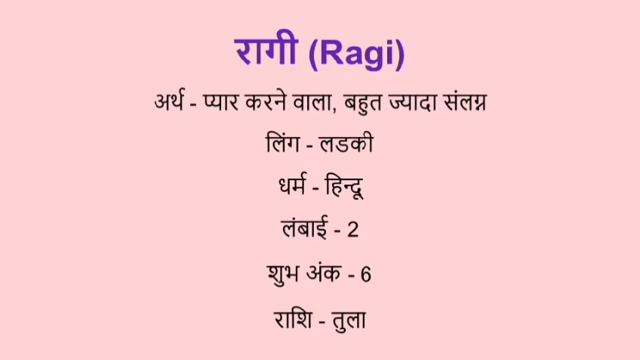 रागी (Ragi)
अर्थ - प्यार करने वाला, बहुत ज्यादा संलग्न
लिंग - लडकी
धर्म - हिन्दू
लंबाई - 2
शुभ अंक - 6
राशि - तुला